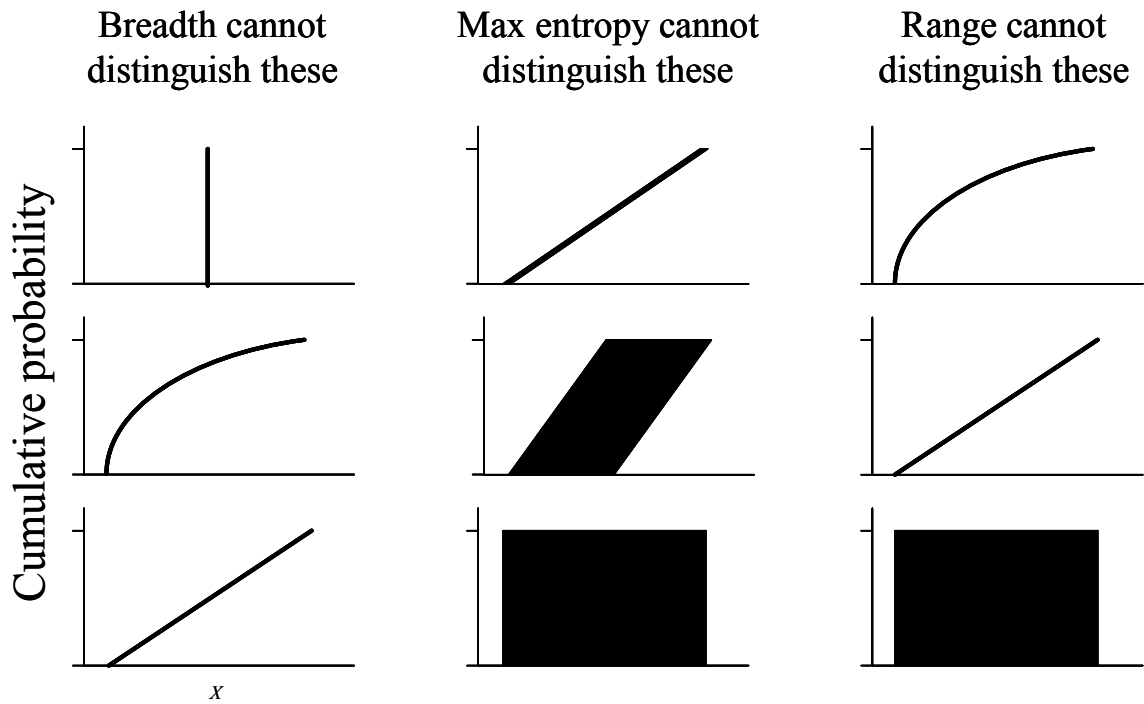 Breadth cannot
distinguish these
Max entropy cannot
distinguish these
Range cannot
distinguish these
Cumulative probability
x